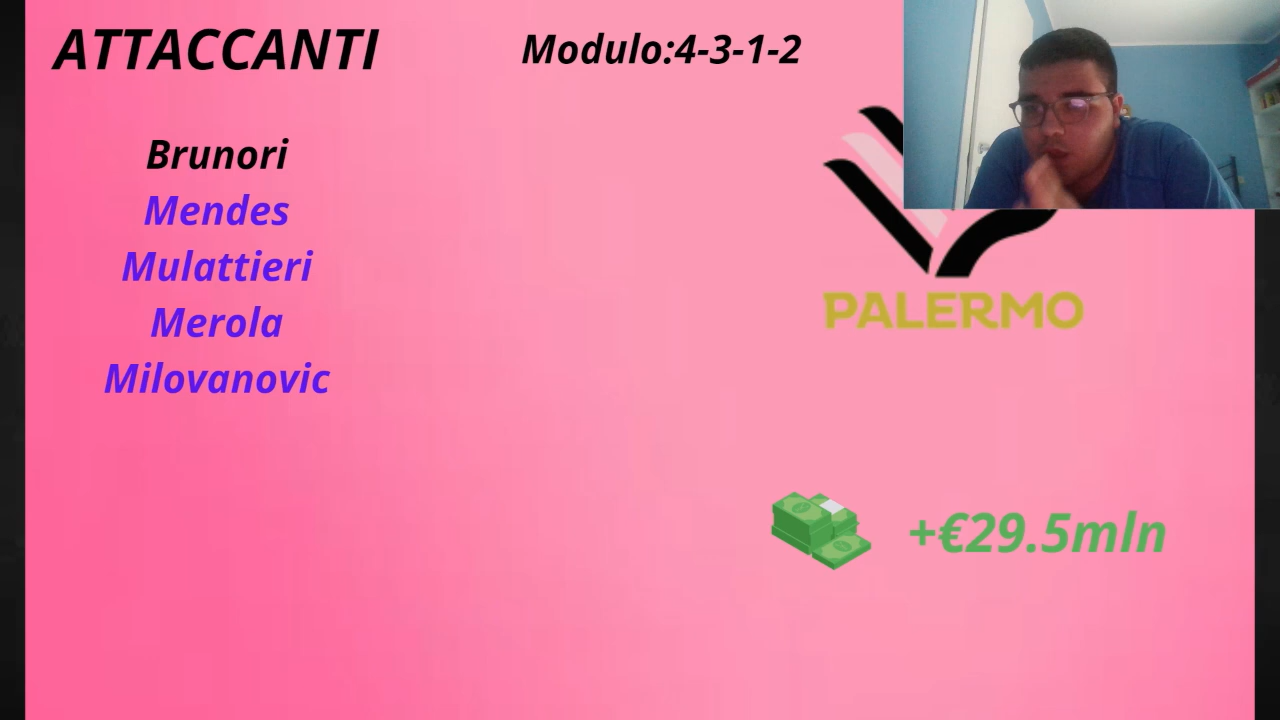 ATTACCANTI
Modulo:4-3-1-2
Brunori
Mendes
Mulattieri
Merola
Milovanovic
PALERMO
+€29.5mln